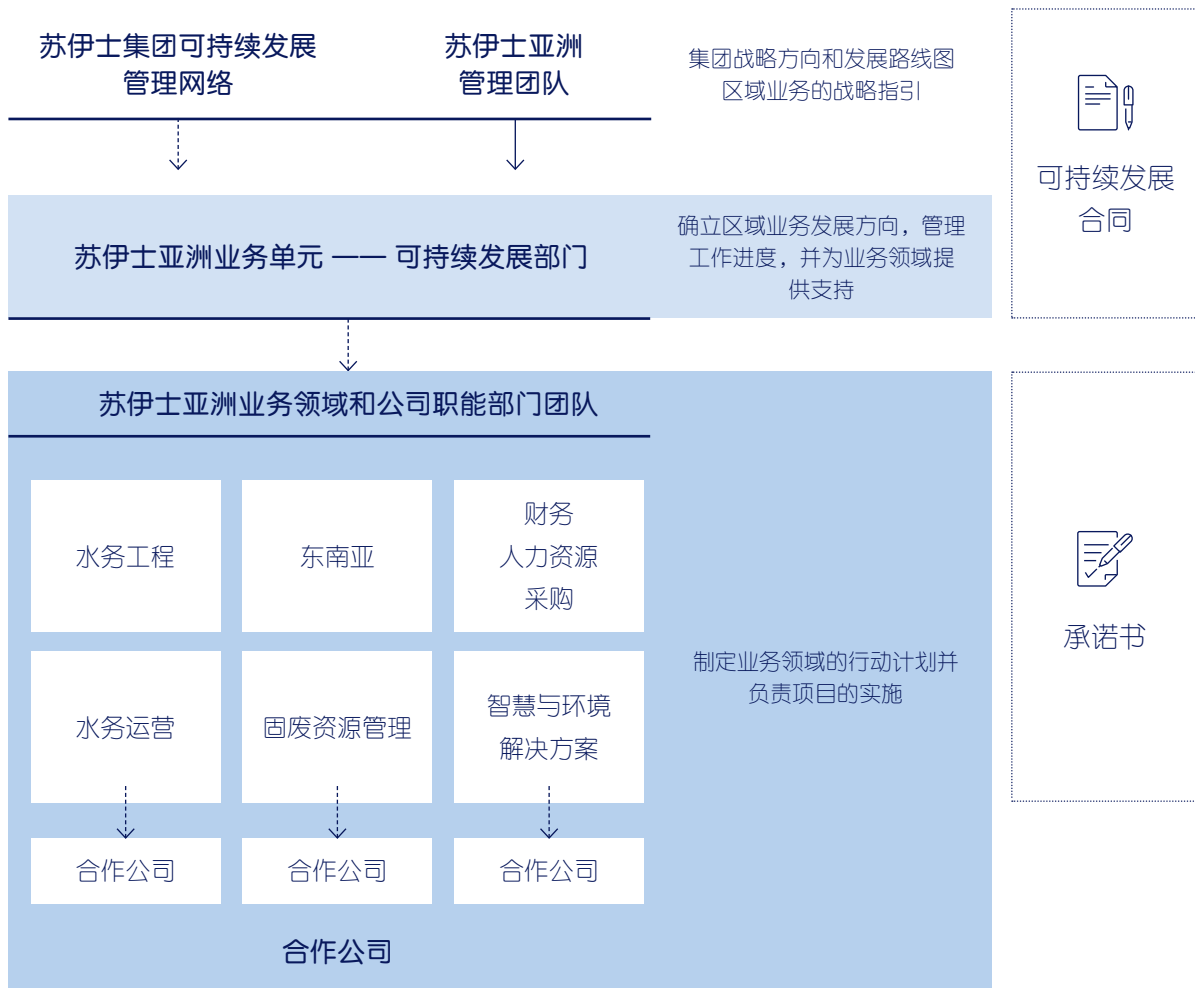 苏伊士集团可持续发展
管理网络
苏伊士亚洲
管理团队
集团战略方向和发展路线图
区域业务的战略指引
可持续发展
合同
苏伊士亚洲业务单元 —— 可持续发展部门
确立区域业务发展方向，管理
工作进度，并为业务领域提
供支持
苏伊士亚洲业务领域和公司职能部门团队
水务工程
东南亚
财务
人力资源
采购
水务运营
固废资源管理
智慧与环境
解决方案
合作公司
合作公司
合作公司
合作公司
制定业务领域的行动计划并
负责项目的实施
承诺书